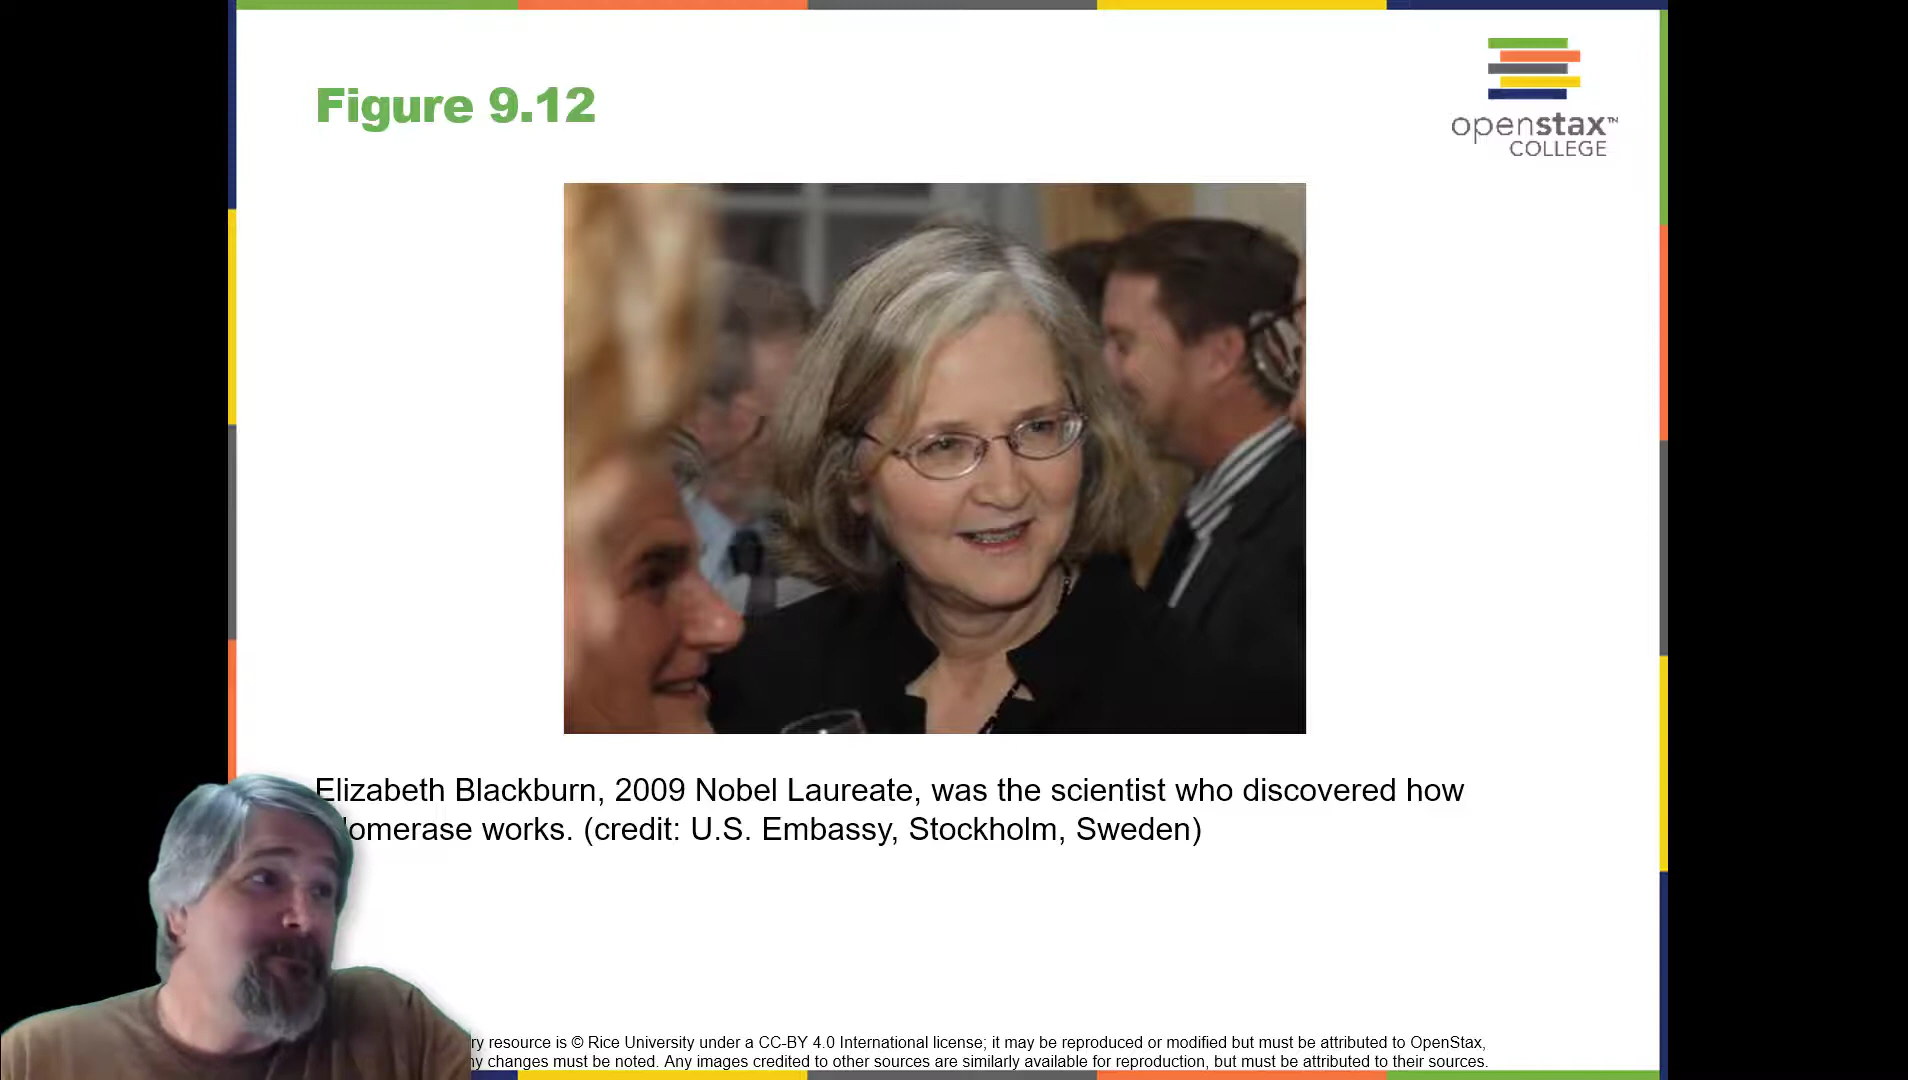 Figure 9.12
openstax™
COLLEGE
Elizabeth Blackburn, 2009 Nobel Laureate, was the scientist who discovered how
lomerase works. (credit: U.S. Embassy, Stockholm, Sweden)
ry resource is © Rice University under a CC-BY 4.0 International license; it may be reproduced or modified but must be attributed to OpenStax,
y changes must be noted. Any images credited to other sources are similarly available for reproduction, but must be attributed to their sources.